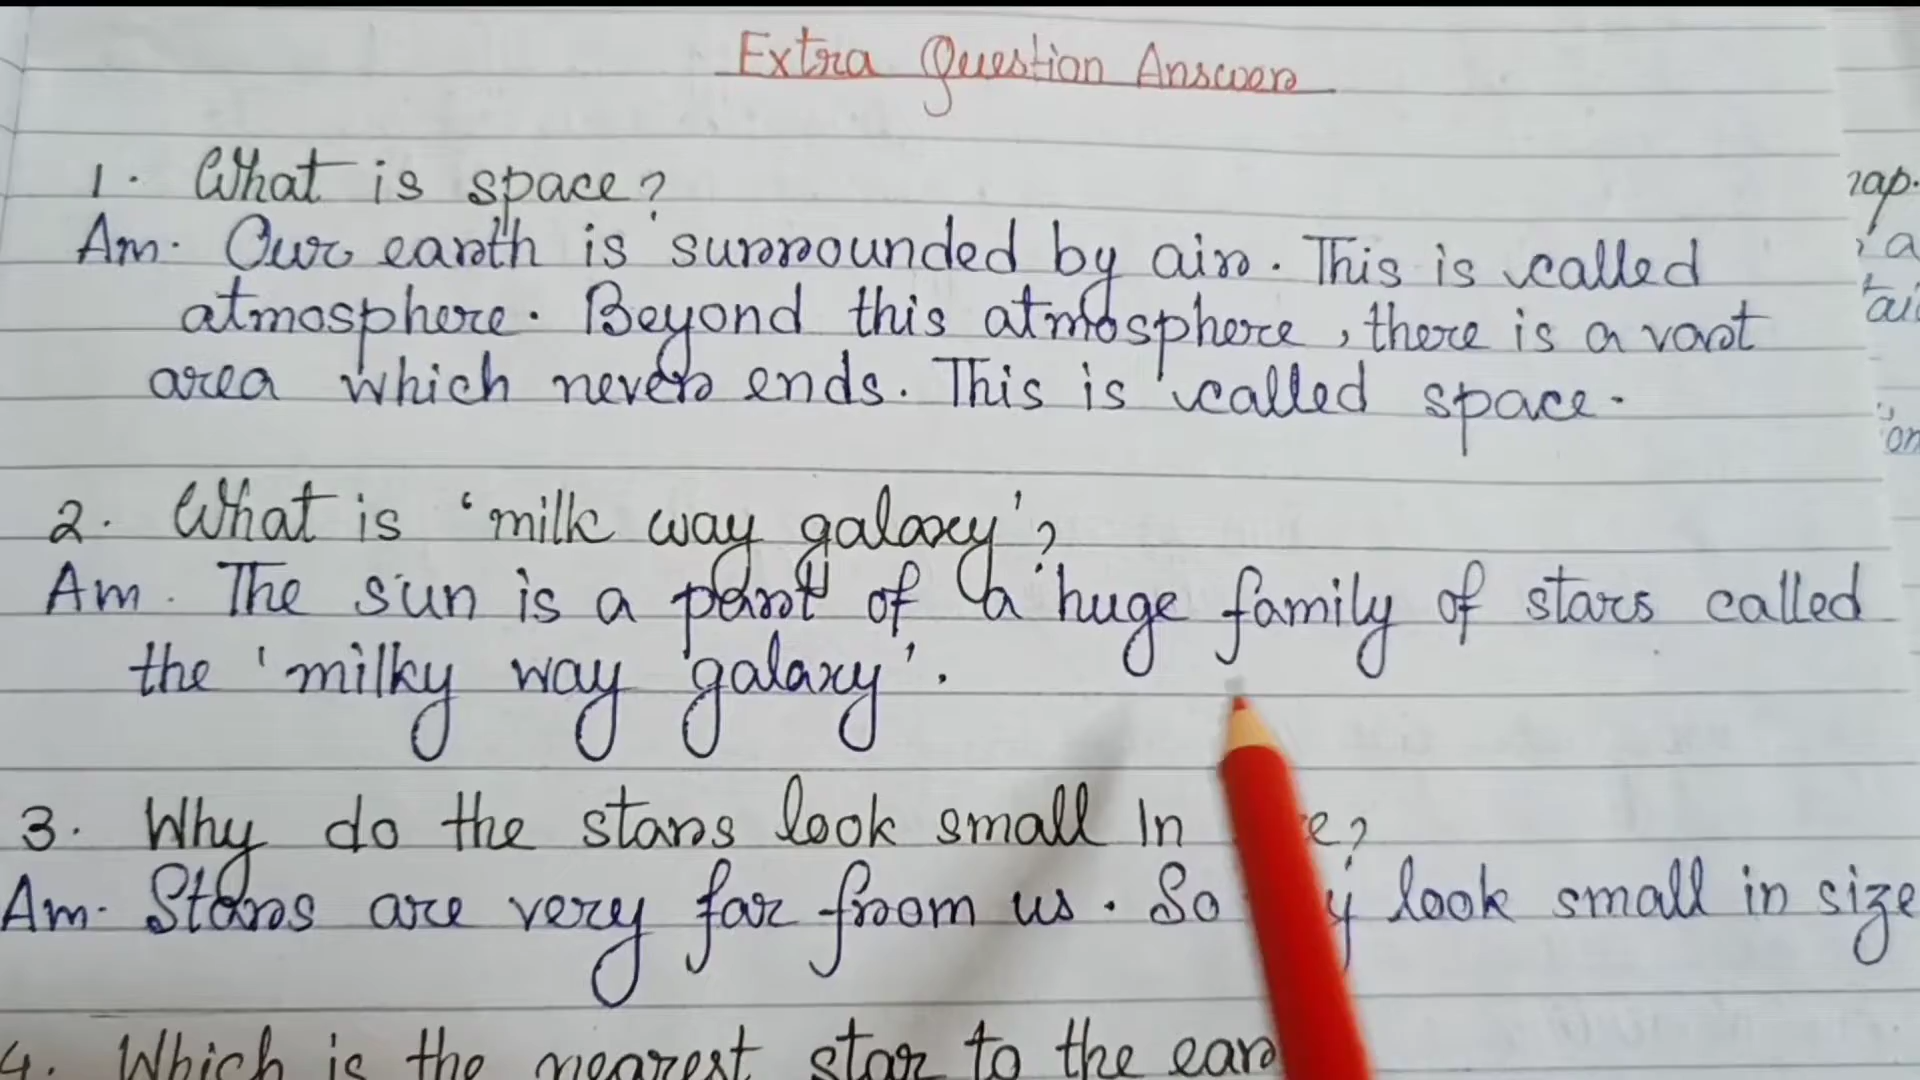 Extra Question Answer
1. What is space?
Ans. Our earth is surrounded by air. This is called
atmosphere. Beyond this atmosphere, there is a vast
area which never ends. This is called space.
2. What is 'milk way galaxy'?
Ans. The sun is a part of a huge family of stars called
the 'milky way galaxy'.
3. Why do the stars look small In
Ans. Stars are very far from us. So look small in size
4. Which is the nearest star to the